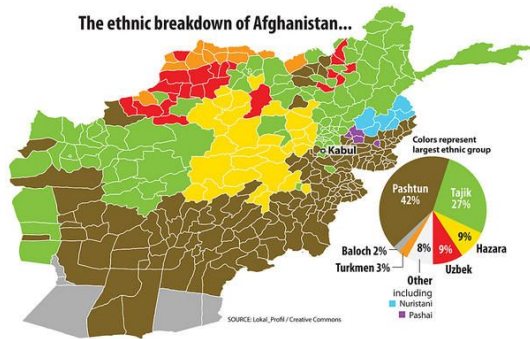 The ethnic breakdown of Afghanistan...
Kabul
Colors represent
largest ethnic group
Pashtun
42%
Tajik
27%
9%
Hazara
9%
Uzbek
8%
Other
including
Nuristani
Pashai
Baloch 2%
Turkmen 3%
SOURCE: Lokal_Profil / Creative Commons